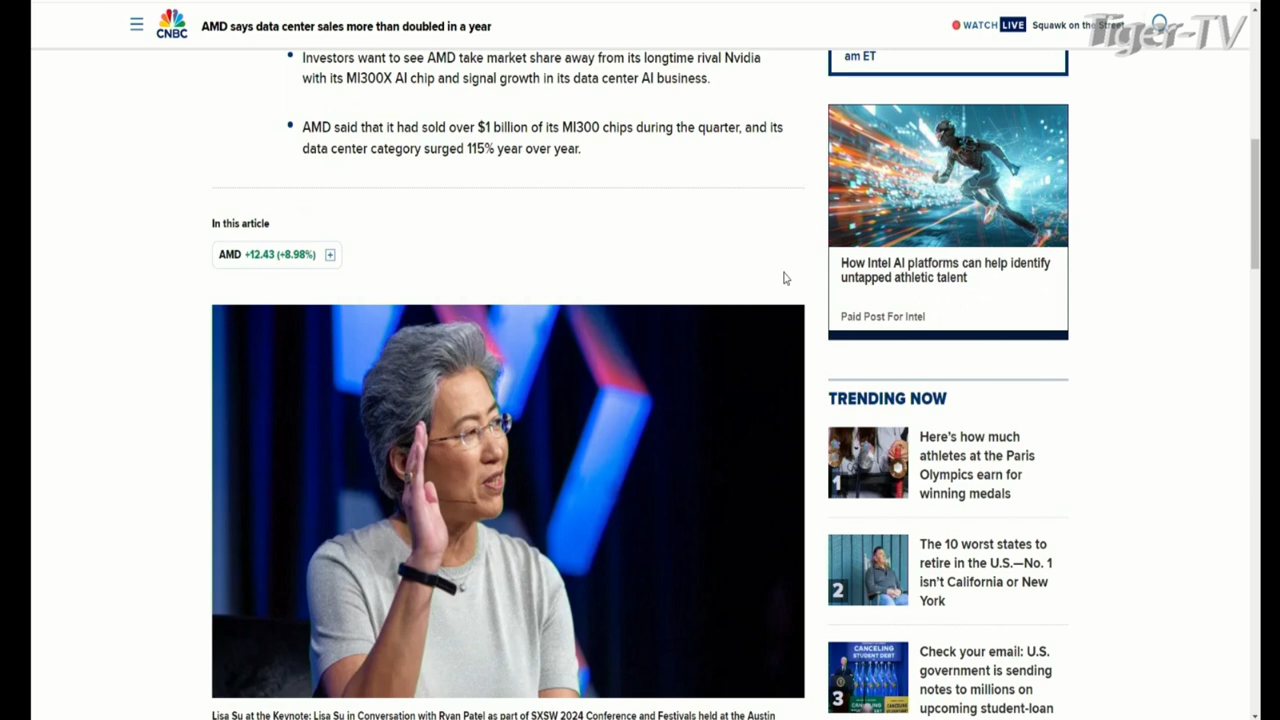 CNBC
AMD says data center sales more than doubled in a year
WATCH LIVE Squawk on the Street
Tiger-TV
Investors want to see AMD take market share away from its longtime rival Nvidia
with its MI300X AI chip and signal growth in its data center AI business.
AMD said that it had sold over $1 billion of its MI300 chips during the quarter, and its
data center category surged 115% year over year.
In this article
AMD +12.43 (+8.98%)
Lisa Su at the Keynote: Lisa Su in Conversation with Ryan Patel as part of SXSW 2024 Conference and Festivals held at the Austin
am ET
How Intel AI platforms can help identify
untapped athletic talent
Paid Post For Intel
TRENDING NOW
1
Here's how much
athletes at the Paris
Olympics earn for
winning medals
2
The 10 worst states to
retire in the U.S.—No. 1
isn't California or New
York
CANCELING
STUDENT DEBT
3
Check your email: U.S.
government is sending
notes to millions on
upcoming student-loan